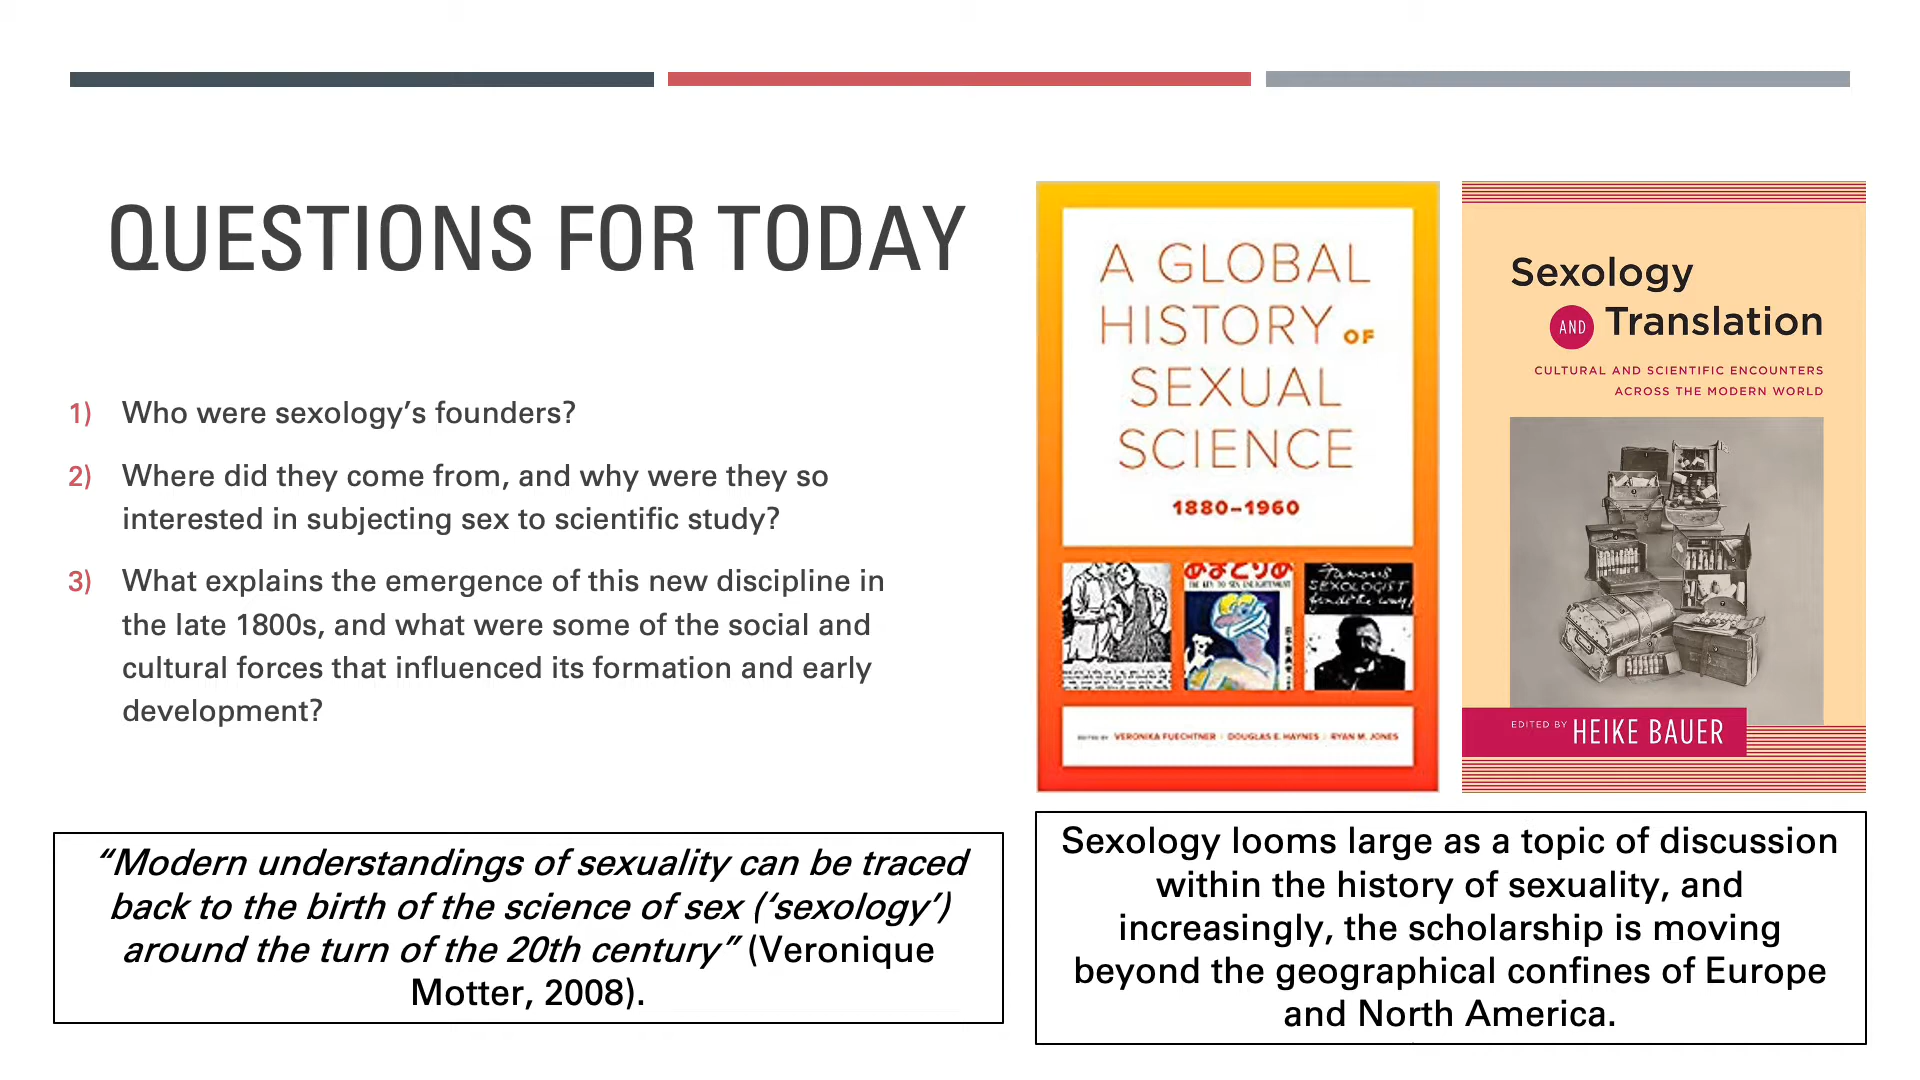 QUESTIONS FOR TODAY
1) Who were sexology’s founders?
2) Where did they come from, and why were they so
interested in subjecting sex to scientific study?
3) What explains the emergence of this new discipline in
the late 1800s, and what were some of the social and
cultural forces that influenced its formation and early
development?
“Modern understandings of sexuality can be traced
back to the birth of the science of sex (‘sexology’)
around the turn of the 20th century” (Veronique
Motter, 2008).
A GLOBAL
HISTORY OF
SEXUAL
SCIENCE
1880–1960
Famous
SEXOLOGIST
VERONIKA FUECHTNER | DOUGLAS E. HAYNES | RYAN M. JONES
Sexology
AND Translation
CULTURAL AND SCIENTIFIC ENCOUNTERS
ACROSS THE MODERN WORLD
EDITED BY HEIKE BAUER
Sexology looms large as a topic of discussion
within the history of sexuality, and
increasingly, the scholarship is moving
beyond the geographical confines of Europe
and North America.